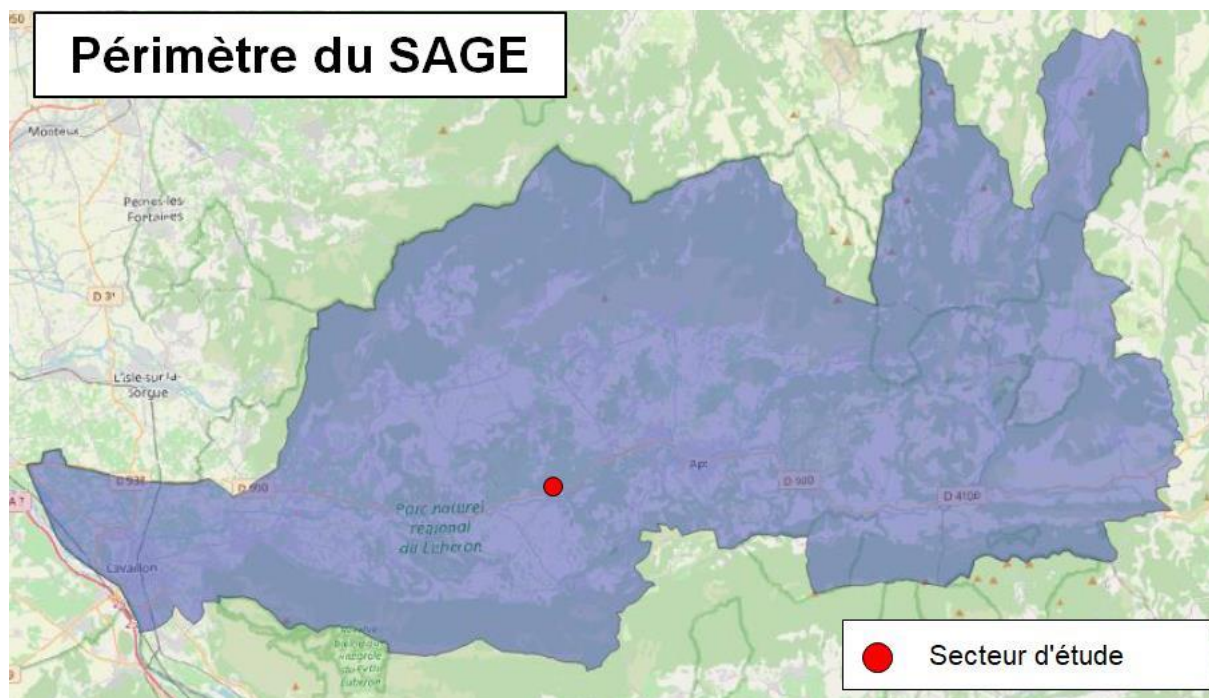 Périmètre du SAGE
Monteux
Pernes-les-
Fontaines
D 31
L'Isle-sur-la-
Sorgue
D 938
D 900
A 7
Apt
D 900
D 4100
Parc naturel
régional
du Luberon
Cavaillon
Secteur d'étude